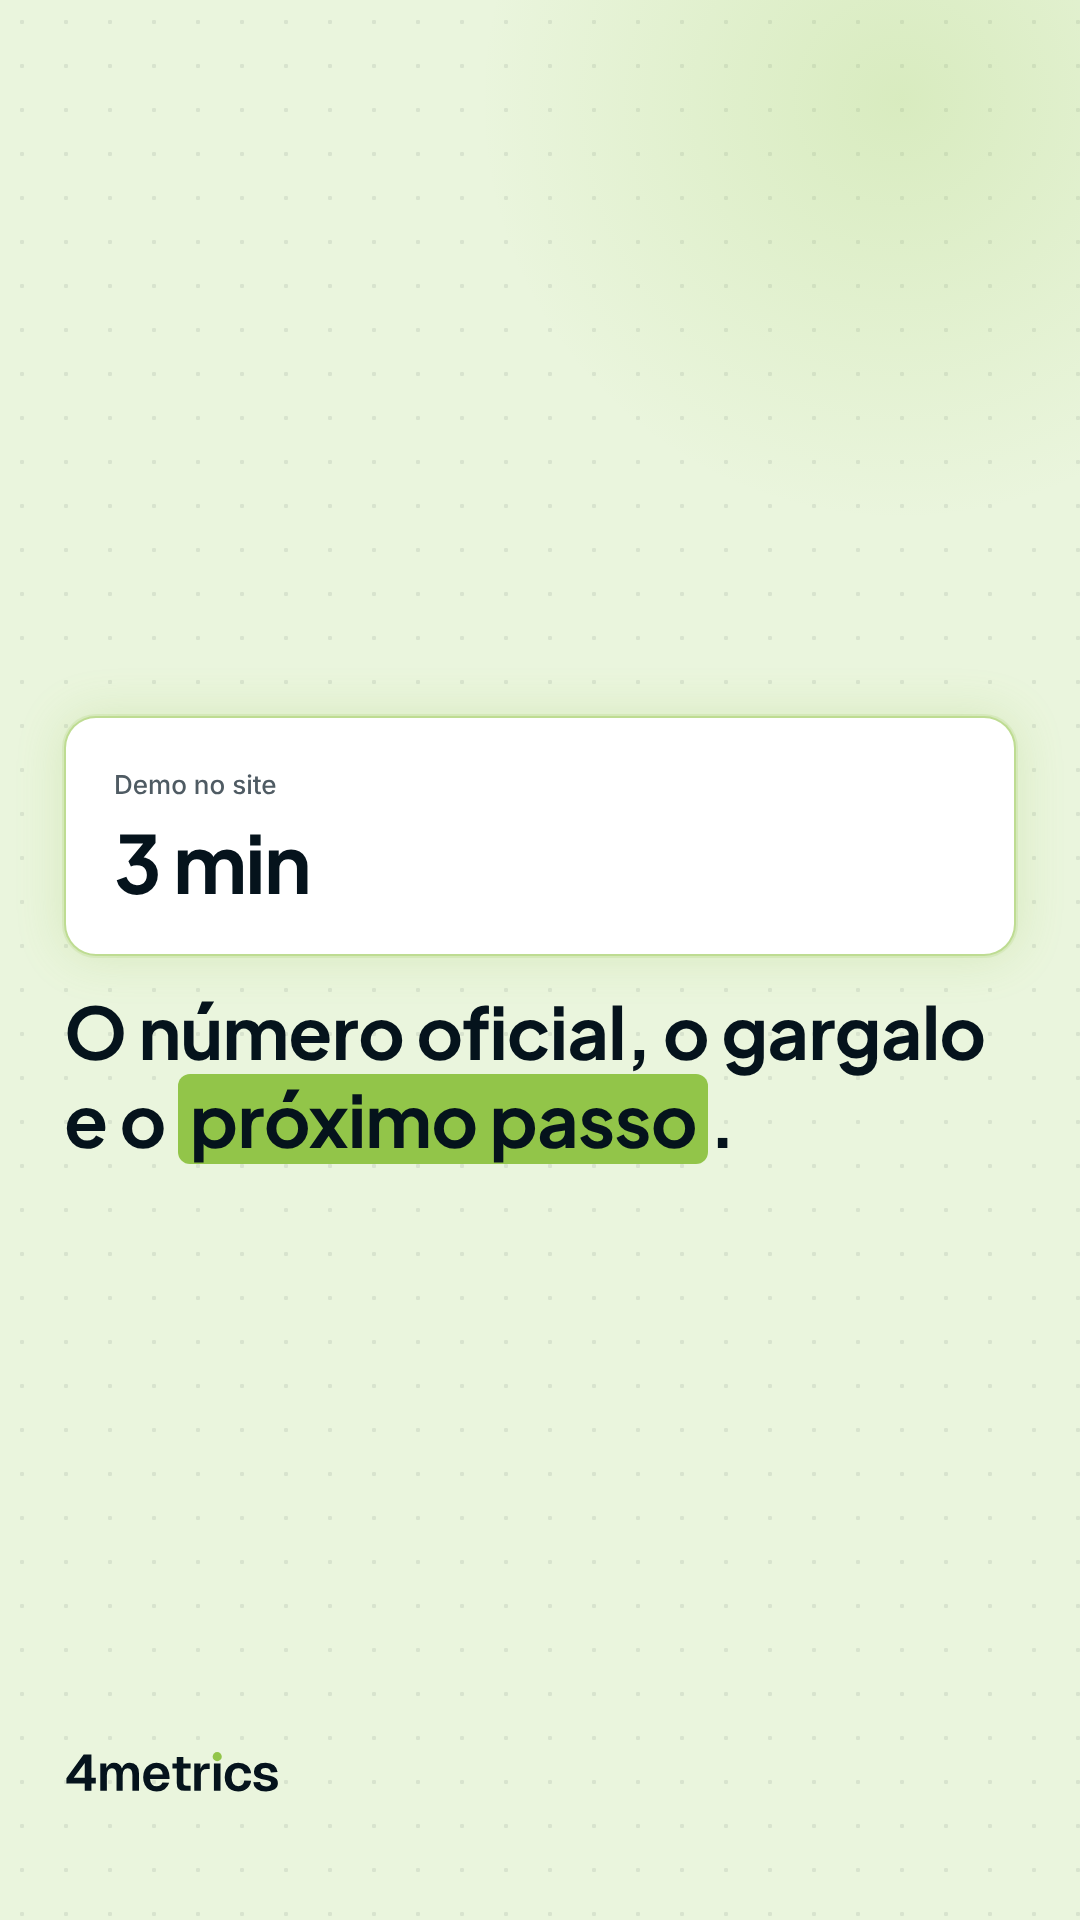 Demo no site
3 min
O número oficial, o gargalo
e o próximo passo.
4metrics